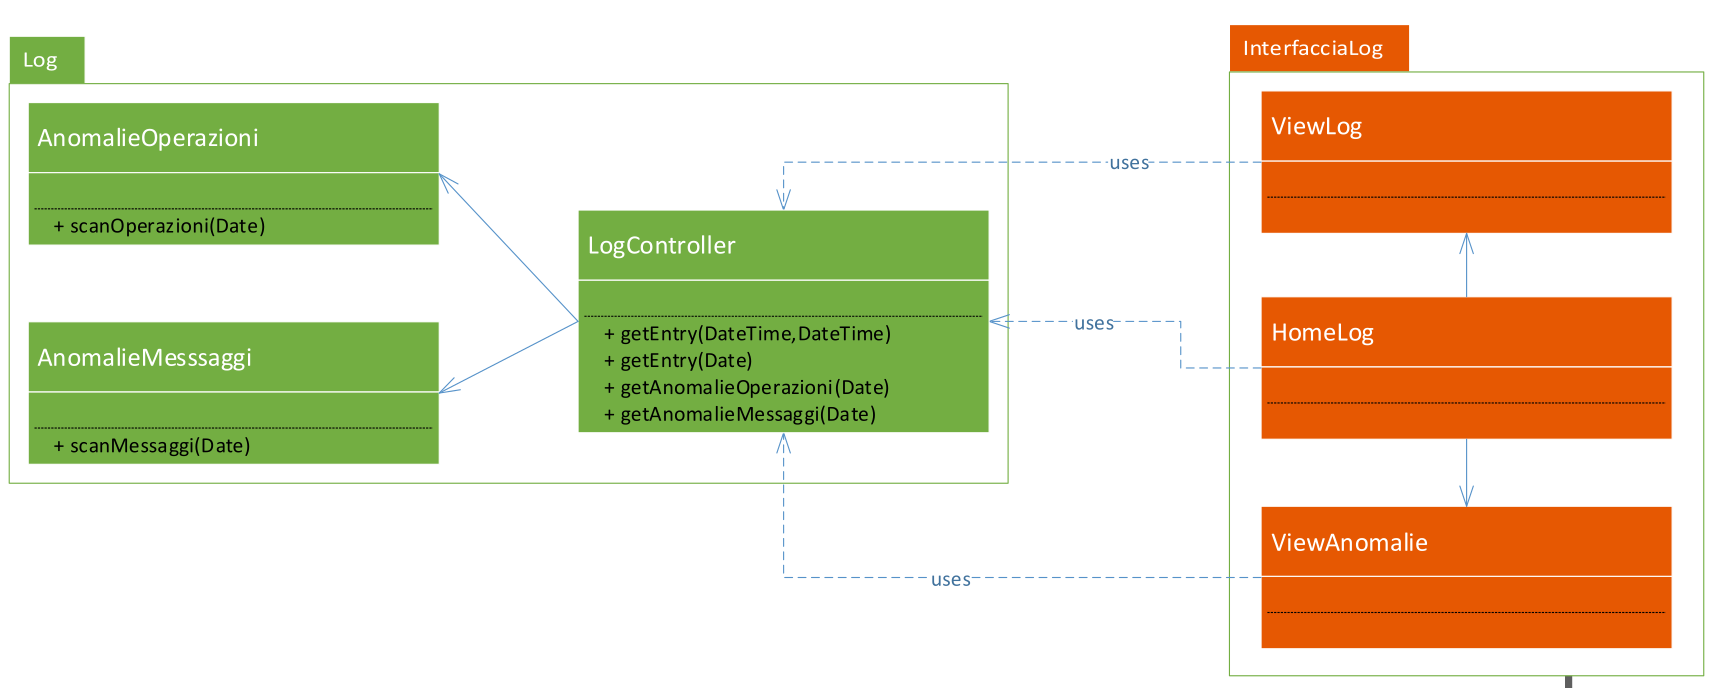 Log
AnomalieOperazioni
+ scanOperazioni(Date)
AnomalieMesssaggi
+ scanMessaggi(Date)
LogController
+ getEntry(DateTime,DateTime)
+ getEntry(Date)
+ getAnomalieOperazioni(Date)
+ getAnomalieMessaggi(Date)
uses
uses
uses
InterfacciaLog
ViewLog
HomeLog
ViewAnomalie